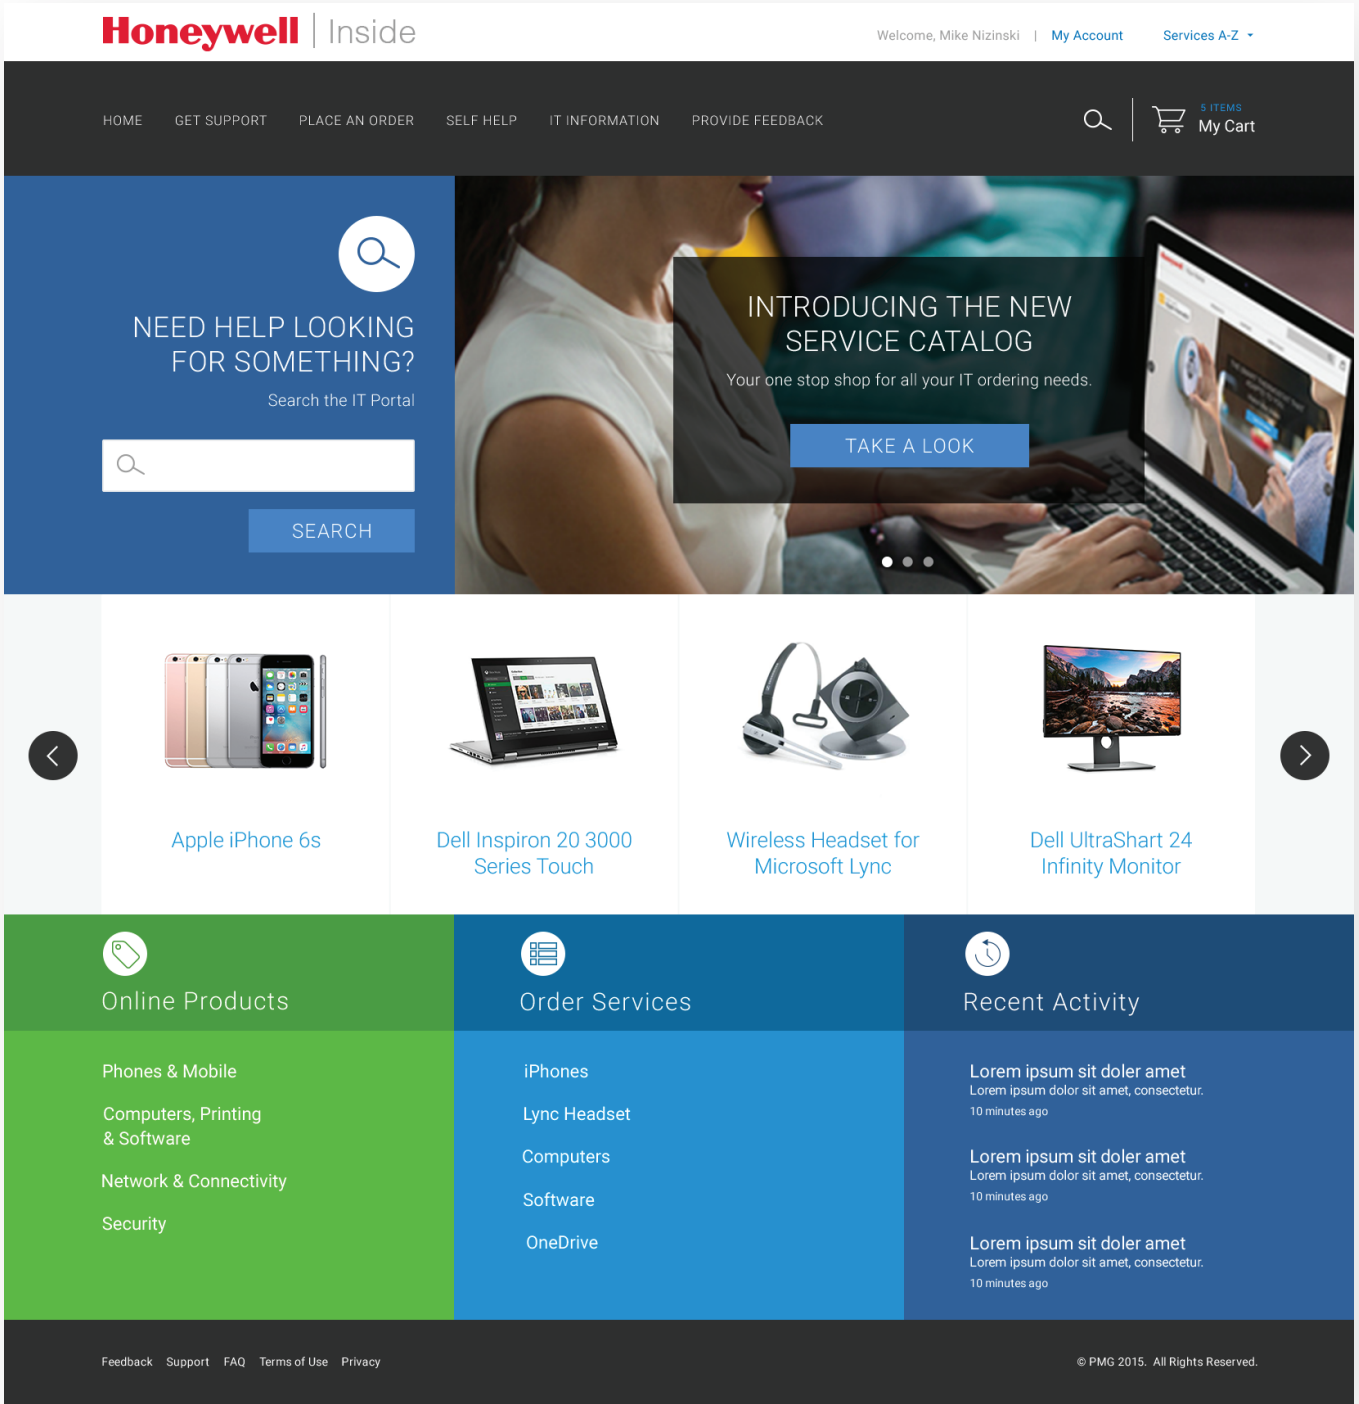 Honeywell | Inside
Welcome, Mike Nizinski | My Account Services A-Z
HOME GET SUPPORT PLACE AN ORDER SELF HELP IT INFORMATION PROVIDE FEEDBACK
5 ITEMS
My Cart
NEED HELP LOOKING
FOR SOMETHING?
Search the IT Portal
SEARCH
INTRODUCING THE NEW
SERVICE CATALOG
Your one stop shop for all your IT ordering needs.
TAKE A LOOK
Apple iPhone 6s
Dell Inspiron 20 3000
Series Touch
Wireless Headset for
Microsoft Lync
Dell UltraShart 24
Infinity Monitor
Online Products
Phones & Mobile
Computers, Printing
& Software
Network & Connectivity
Security
Order Services
iPhones
Lync Headset
Computers
Software
OneDrive
Recent Activity
Lorem ipsum sit doler amet
Lorem ipsum dolor sit amet, consectetur.
10 minutes ago
Lorem ipsum sit doler amet
Lorem ipsum dolor sit amet, consectetur.
10 minutes ago
Lorem ipsum sit doler amet
Lorem ipsum dolor sit amet, consectetur.
10 minutes ago
Feedback Support FAQ Terms of Use Privacy
© PMG 2015. All Rights Reserved.